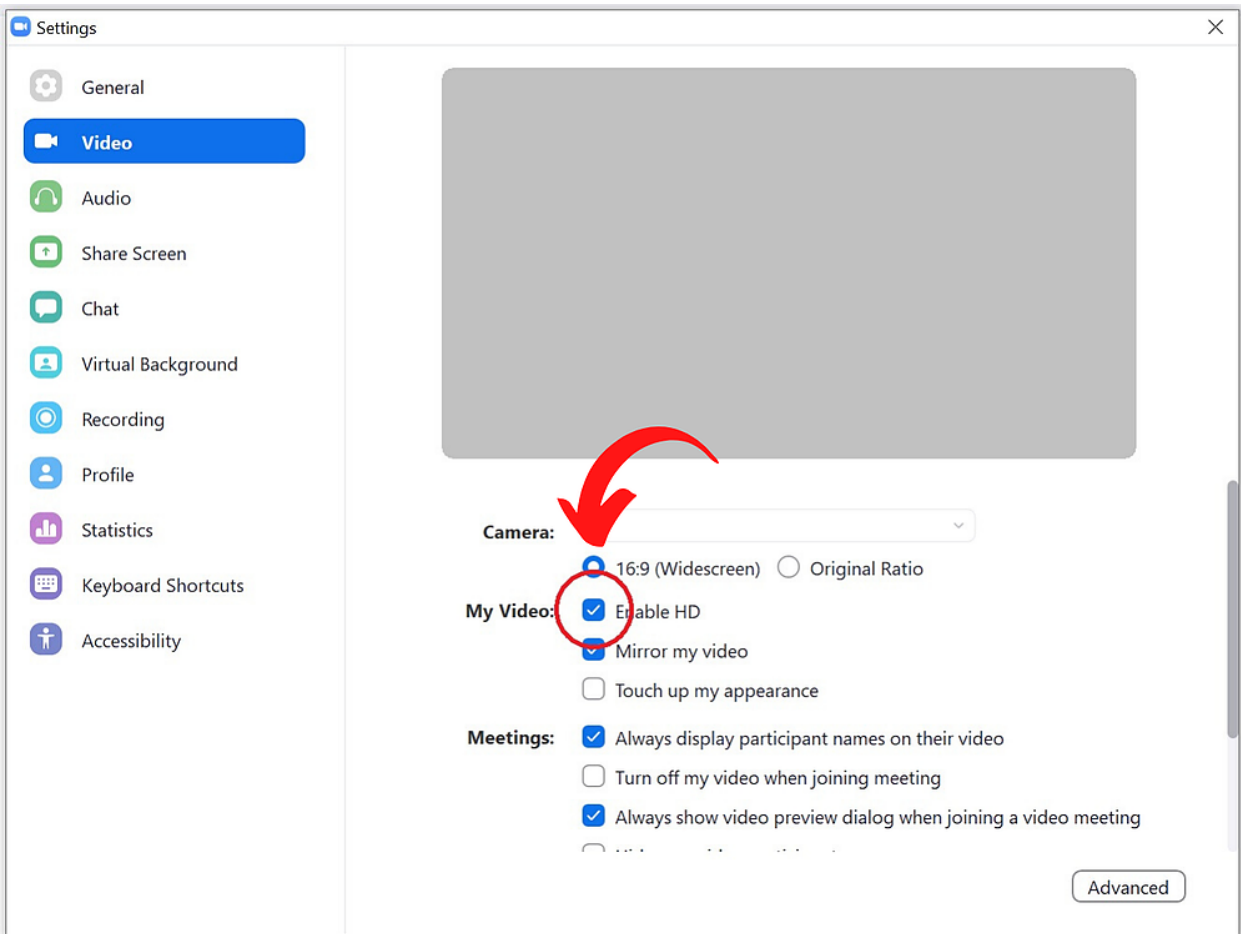 Settings
General
Video
Audio
Share Screen
Chat
Virtual Background
Recording
Profile
Statistics
Keyboard Shortcuts
Accessibility
Camera:
16:9 (Widescreen) Original Ratio
My Video: Enable HD
Mirror my video
Touch up my appearance
Meetings: Always display participant names on their video
Turn off my video when joining meeting
Always show video preview dialog when joining a video meeting
Advanced